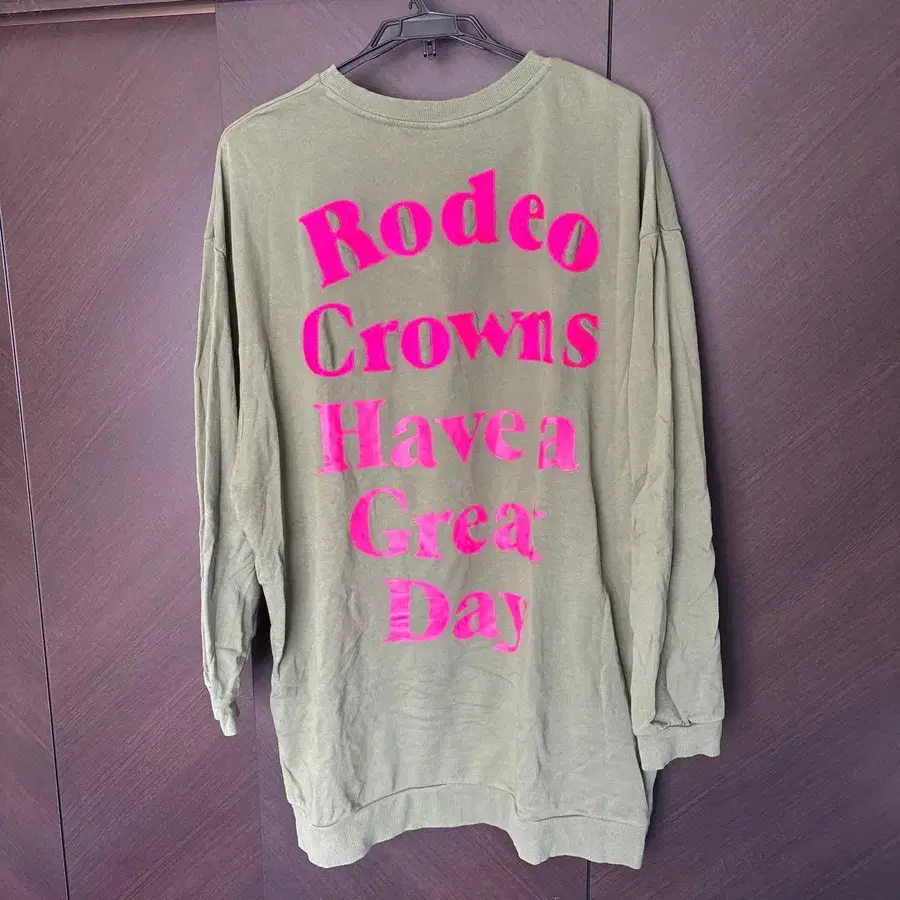 Rodeo
Crowns
Have a
Great
Day